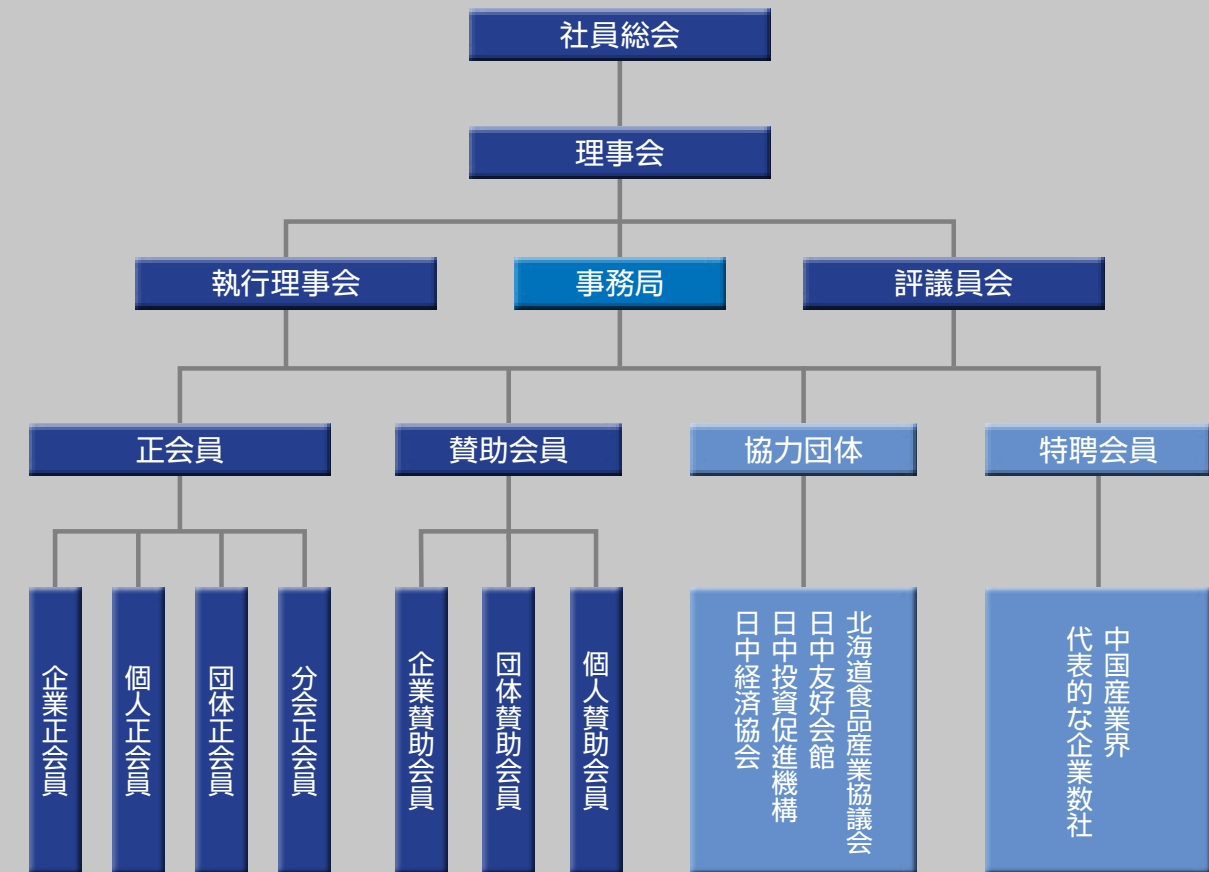 社員総会
理事会
執行理事会
事務局
評議員会
正会員
賛助会員
協力団体
特聘会員
企業正会員
個人正会員
団体正会員
分会正会員
企業賛助会員
団体賛助会員
個人賛助会員
北海道食品産業協議会
日中友好会館
日中投資促進機構
日中経済協会
中国産業界
代表的な企業数社